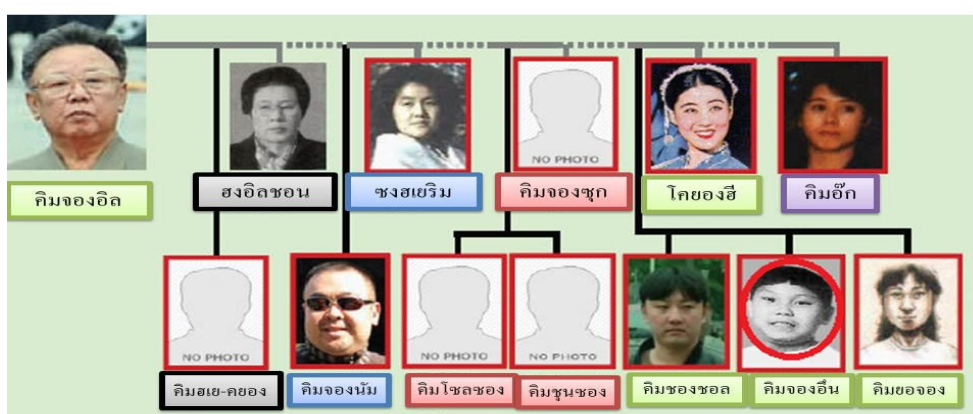 NO PHOTO
คิมจองอิล
ฮงอิลชอน
ซงฮเยริม
คิมจองซุก
โคยองฮี
คิมอ๊ก
NO PHOTO
NO PHOTO
NO PHOTO
คิมฮเย-คยอง
คิมจองนัม
คิมโซลซอง
คิมชุนซอง
คิมชองชอล
คิมจองอึน
คิมยอจอง